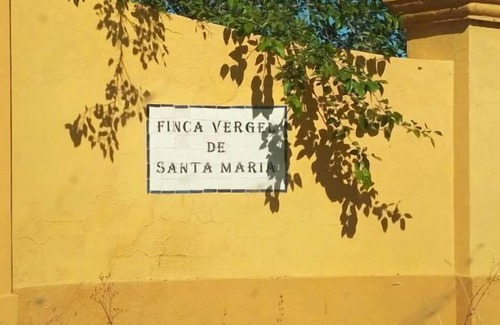 FINCA VERGEL
DE
SANTA MARIA